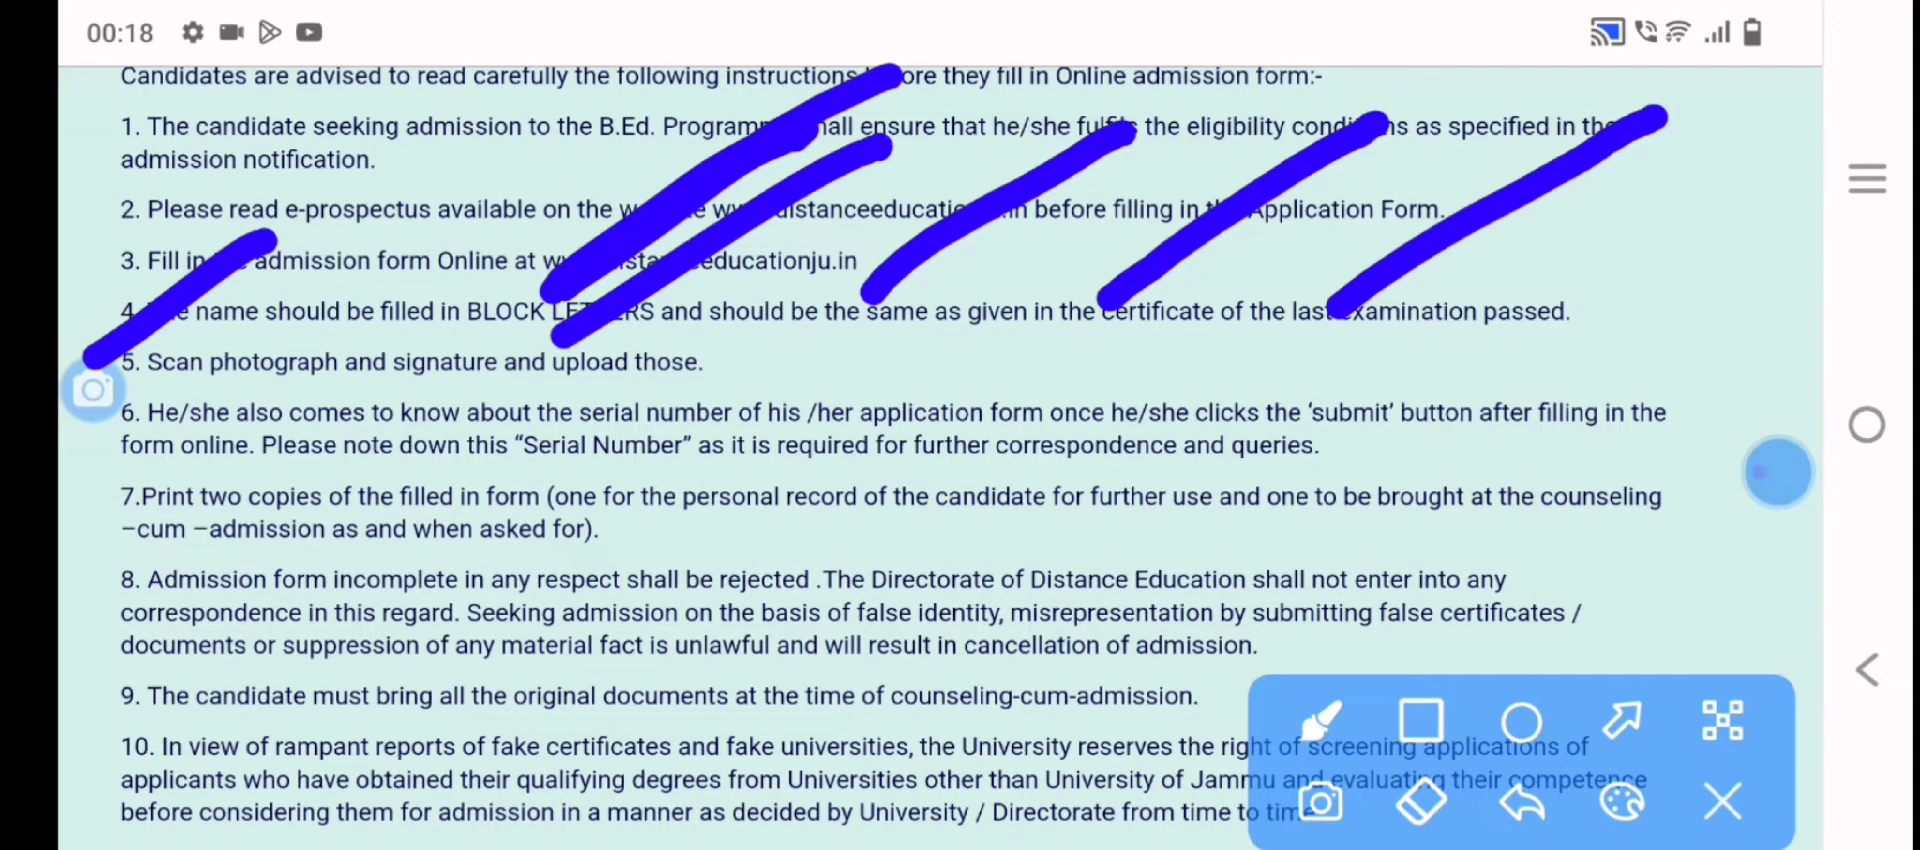 00:18
Candidates are advised to read carefully the following instructions ore they fill in Online admission form:-
1. The candidate seeking admission to the B.Ed. ensure that he/she the eligibility as specified in
admission notification.
2. Please read e-prospectus available on the before filling in Application Form.
3. Fill admission form Online at
name should be filled in BLOCK and should be the same as given in the certificate of the last examination passed.
5. Scan photograph and signature and upload those.
6. He/she also comes to know about the serial number of his /her application form once he/she clicks the ‘submit’ button after filling in the
form online. Please note down this “Serial Number” as it is required for further correspondence and queries.
7.Print two copies of the filled in form (one for the personal record of the candidate for further use and one to be brought at the counseling
–cum –admission as and when asked for).
8. Admission form incomplete in any respect shall be rejected .The Directorate of Distance Education shall not enter into any
correspondence in this regard. Seeking admission on the basis of false identity, misrepresentation by submitting false certificates /
documents or suppression of any material fact is unlawful and will result in cancellation of admission.
9. The candidate must bring all the original documents at the time of counseling-cum-admission.
10. In view of rampant reports of fake certificates and fake universities, the University reserves the right of screening applications of
applicants who have obtained their qualifying degrees from Universities other than University of Jammu and evaluating their competence
before considering them for admission in a manner as decided by University / Directorate from time to time